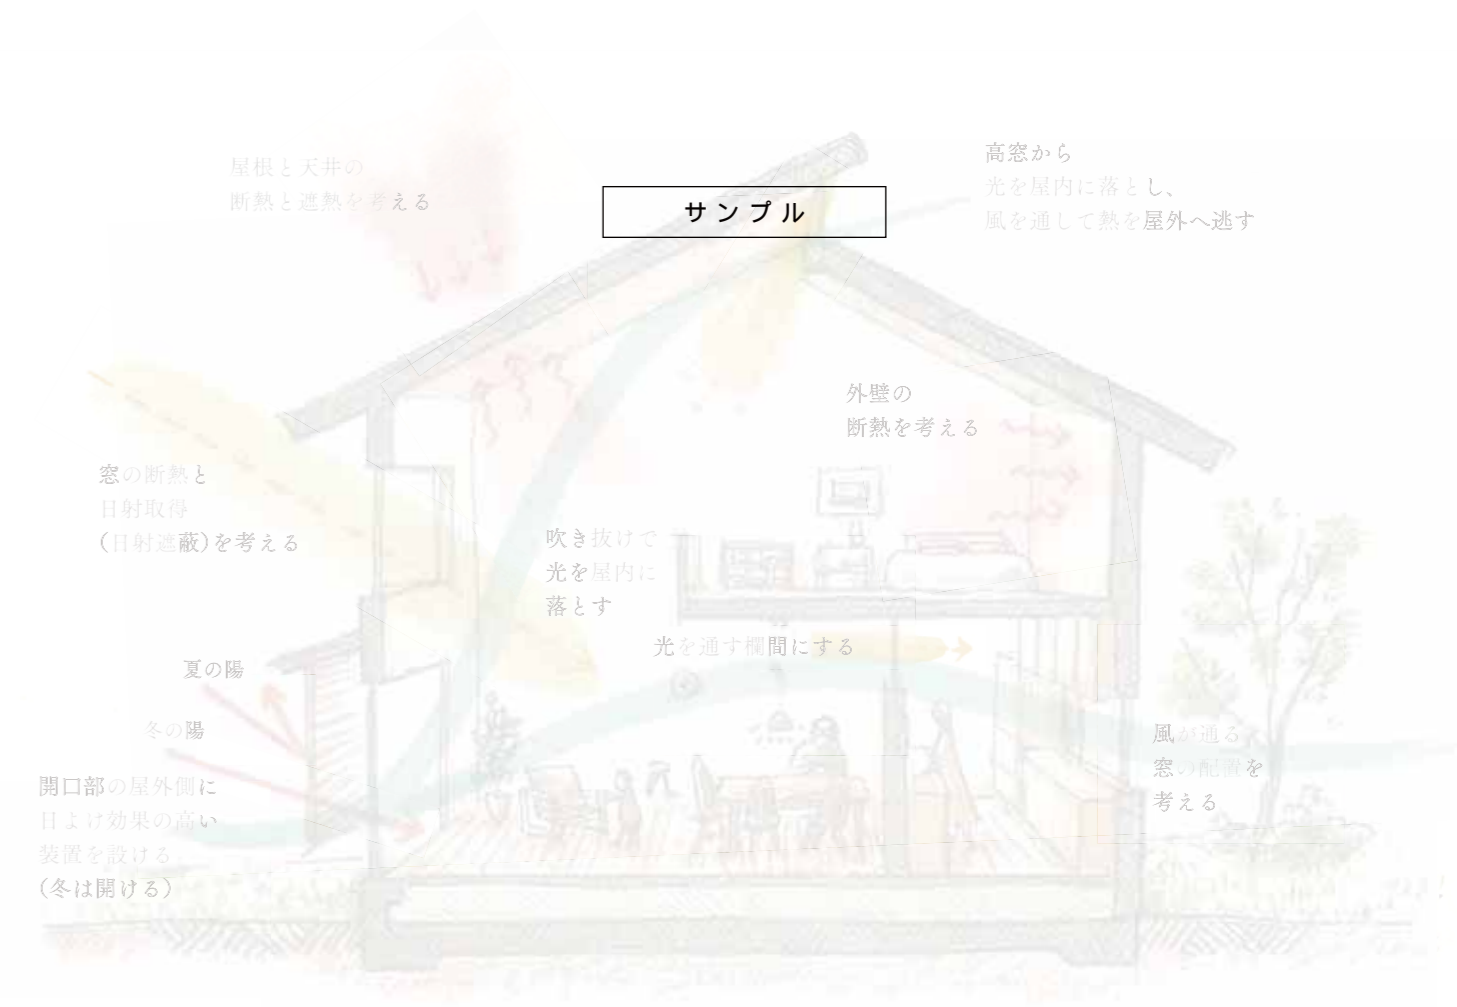 サンプル
屋根と天井の
断熱と遮熱を考える
高窓から
光を屋内に落とし、
風を通して熱を屋外へ逃す
外壁の
断熱を考える
窓の断熱と
日射取得
(日射遮蔽)を考える
吹き抜けで
光を屋内に
落とす
光を通す欄間にする
夏の陽
冬の陽
開口部の屋外側に
日よけ効果の高い
装置を設ける
(冬は開ける)
風が通る
窓の配置を
考える